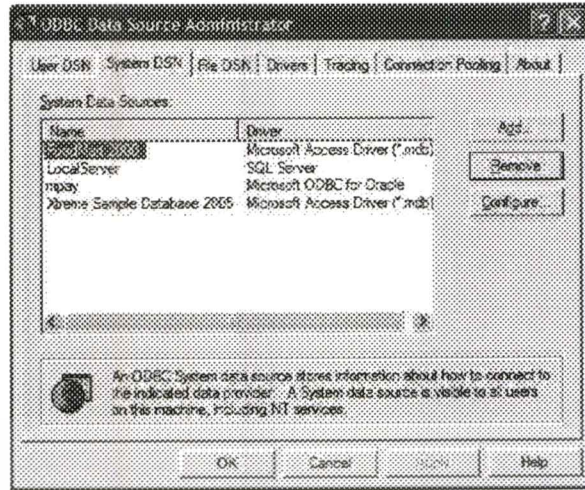 ODBC Data Source Administrator
User DSN System DSN File DSN Drivers Tracing Connection Pooling About
System Data Sources:
Name Driver
Microsoft Access Driver (*.mdb)
LocalServer SQL Server
mpay Microsoft ODBC for Oracle
Xtreme Sample Database 2005 Microsoft Access Driver (*.mdb)
Add...
Remove
Configure...
An ODBC System data source stores information about how to connect to
the indicated data provider. A System data source is visible to all users
on this machine, including NT services.
OK Cancel Apply Help